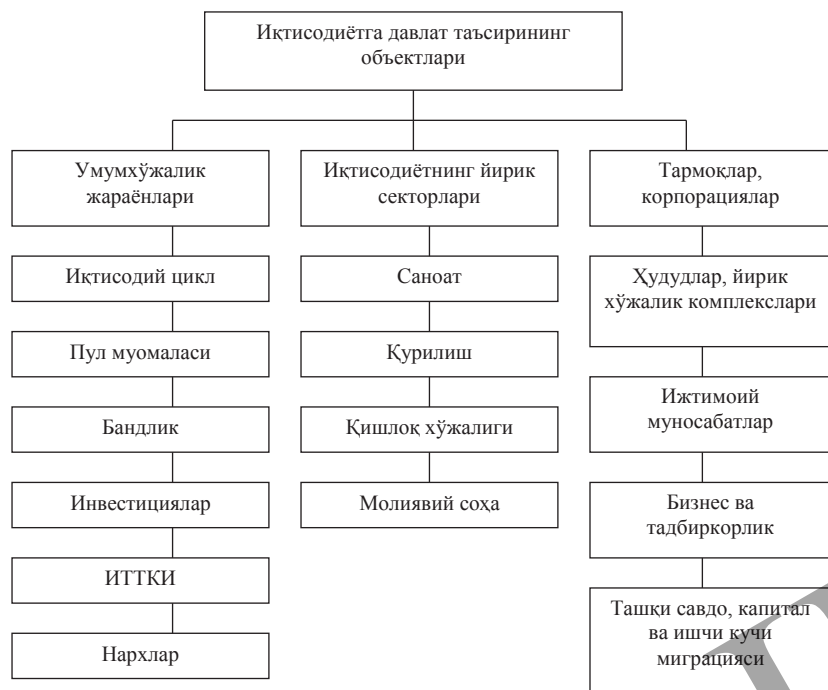 Иқтисодиётга давлат таъсирининг
объектлари
Умумхўжалик
жараёнлари
Иқтисодий цикл
Пул муомаласи
Бандлик
Инвестициялар
ИТТКИ
Нархлар
Иқтисодиётнинг йирик
секторлари
Саноат
Қурилиш
Қишлоқ хўжалиги
Молиявий соҳа
Тармоқлар,
корпорациялар
Ҳудудлар, йирик
хўжалик комплекслари
Ижтимоий
муносабатлар
Бизнес ва
тадбиркорлик
Ташқи савдо, капитал
ва ишчи кучи
миграцияси